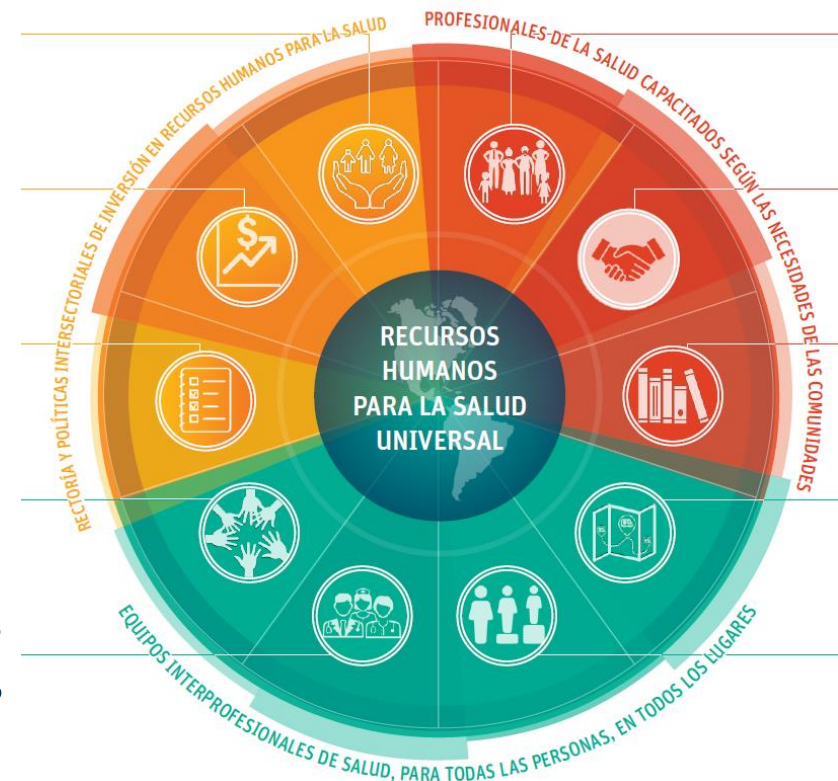 RECTORÍA Y POLÍTICAS INTERSECTORIALES DE INVERSIÓN EN RECURSOS HUMANOS PARA LA SALUD
PROFESIONALES DE LA SALUD CAPACITADOS SEGÚN LAS NECESIDADES DE LAS COMUNIDADES
$
RECURSOS
HUMANOS
PARA LA SALUD
UNIVERSAL
EQUIPOS INTERPROFESIONALES DE SALUD, PARA TODAS LAS PERSONAS, EN TODOS LOS LUGARES